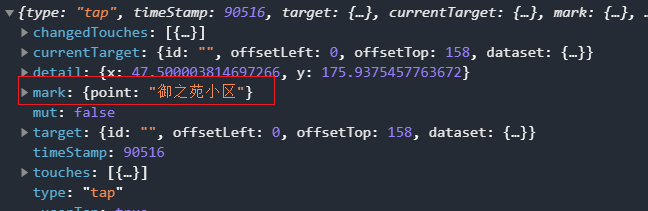 {type: "tap", timeStamp: 90516, target: {…}, currentTarget: {…}, mark: {…}, …
changedTouches: [{…}]
currentTarget: {id: "", offsetLeft: 0, offsetTop: 158, dataset: {…}}
detail: {x: 47.500003814697266, y: 175.9375457763672}
mark: {point: "御之苑小区"}
mut: false
target: {id: "", offsetLeft: 0, offsetTop: 158, dataset: {…}}
timeStamp: 90516
touches: [{…}]
type: "tap"